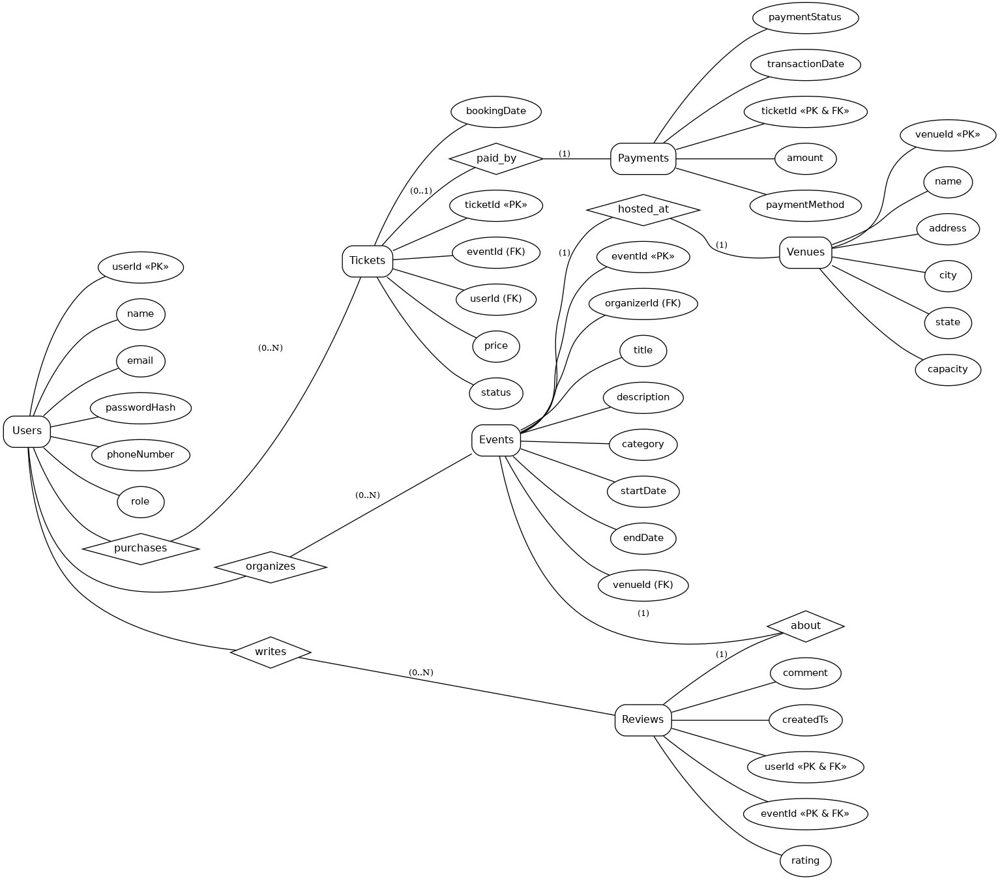 paymentStatus
transactionDate
bookingDate
ticketId «PK & FK»
venueId «PK»
paid_by
(1)
Payments
amount
name
(0..1)
ticketId «PK»
hosted_at
paymentMethod
address
(1)
Venues
eventId (FK)
(1)
eventId «PK»
Tickets
userId «PK»
city
userId (FK)
organizerId (FK)
name
state
(0..N)
price
title
email
capacity
status
description
passwordHash
Users
Events
category
phoneNumber
(0..N)
startDate
role
endDate
purchases
organizes
venueId (FK)
(1)
about
writes
(1)
(0..N)
comment
Reviews
createdTs
userId «PK & FK»
eventId «PK & FK»
rating